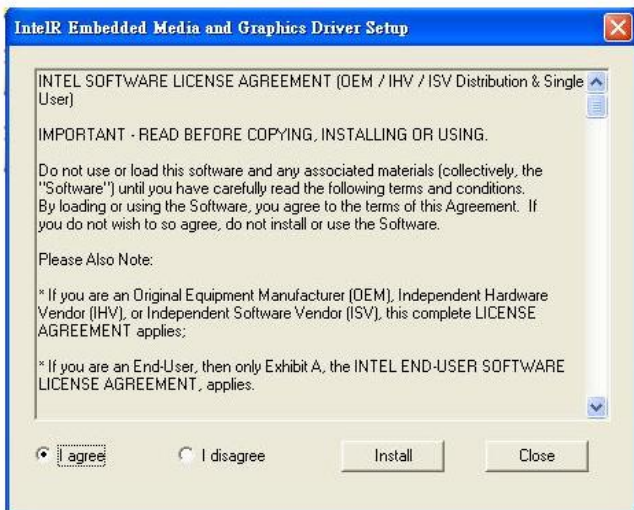 IntelR Embedded Media and Graphics Driver Setup
INTEL SOFTWARE LICENSE AGREEMENT (OEM / IHV / ISV Distribution & Single
User)
IMPORTANT - READ BEFORE COPYING, INSTALLING OR USING.
Do not use or load this software and any associated materials (collectively, the
"Software") until you have carefully read the following terms and conditions.
By loading or using the Software, you agree to the terms of this Agreement. If
you do not wish to so agree, do not install or use the Software.
Please Also Note:
* If you are an Original Equipment Manufacturer (OEM), Independent Hardware
Vendor (IHV), or Independent Software Vendor (ISV), this complete LICENSE
AGREEMENT applies;
* If you are an End-User, then only Exhibit A, the INTEL END-USER SOFTWARE
LICENSE AGREEMENT, applies.
I agree
I disagree
Install
Close